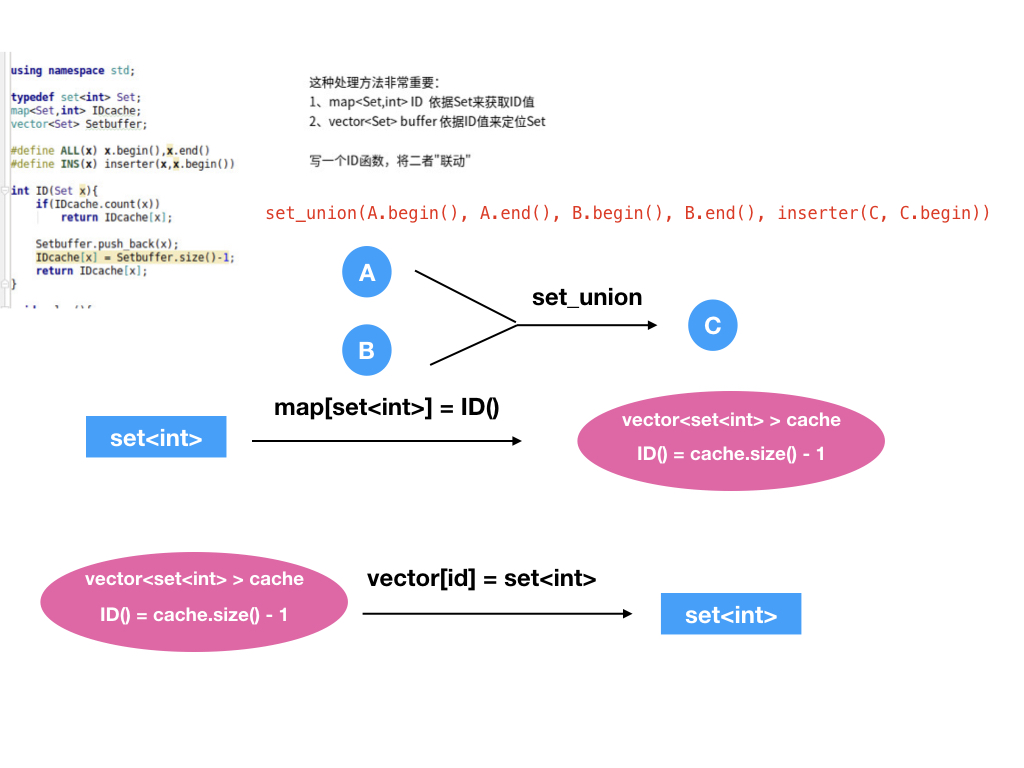 using namespace std;
typedef set<int> Set;
map<Set,int> IDcache;
vector<Set> Setbuffer;
#define ALL(x) x.begin(),x.end()
#define INS(x) inserter(x,x.begin())
int ID(Set x){
if(IDcache.count(x))
return IDcache[x];
Setbuffer.push_back(x);
IDcache[x] = Setbuffer.size()-1;
return IDcache[x];
}
这种处理方法非常重要：
1、map<Set,int> ID 依据Set来获取ID值
2、vector<Set> buffer 依据ID值来定位Set
写一个ID函数，将二者"联动"
set_union(A.begin(), A.end(), B.begin(), B.end(), inserter(C, C.begin))
A
set_union
C
B
map[set<int>] = ID()
set<int>
vector<set<int> > cache
ID() = cache.size() - 1
vector<set<int> > cache
ID() = cache.size() - 1
vector[id] = set<int>
set<int>